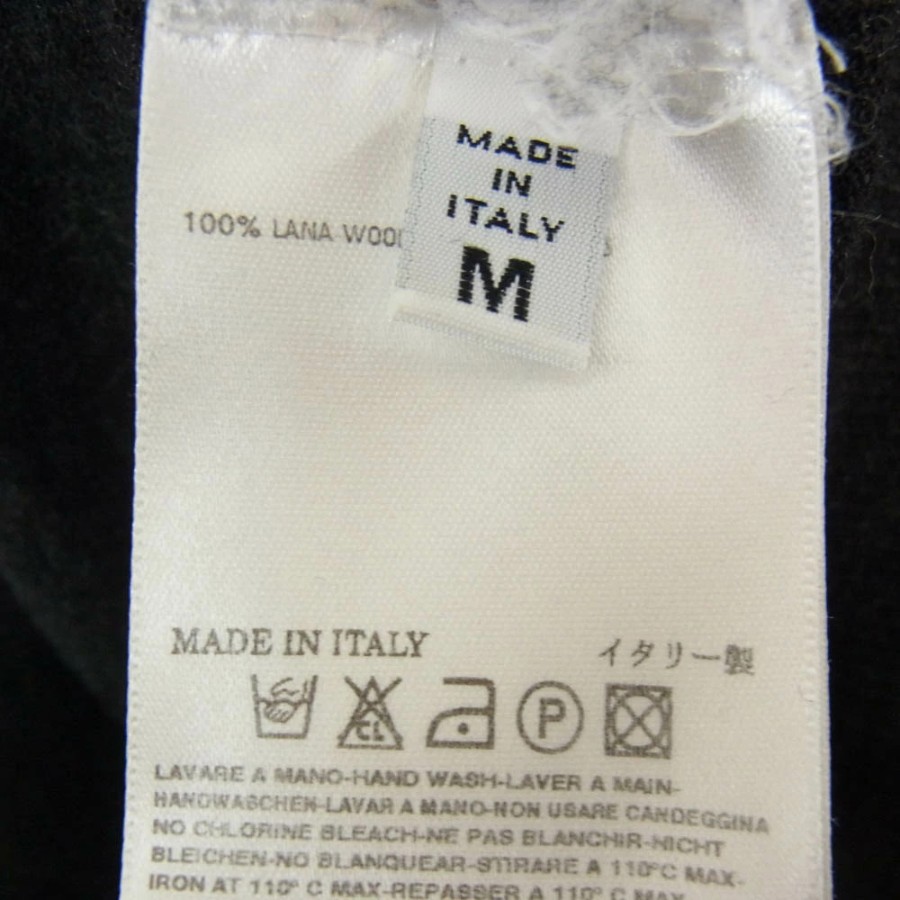 MADE
IN
ITALY
M
100% LANA WOOL
MADE IN ITALY
イタリー製
CL
P
LAVARE A MANO-HAND WASH-LAVER A MAIN-
HANDWASCHEN-LAVAR A MANO-NON USARE CANDEGGINA
NO CHLORINE BLEACH-NE PAS BLANCHIR-NICHT
BLEICHEN-NO BLANQUEAR-STIRARE A 110°C MAX-
IRON AT 110° C MAX-REPASSER A 110° C MAX